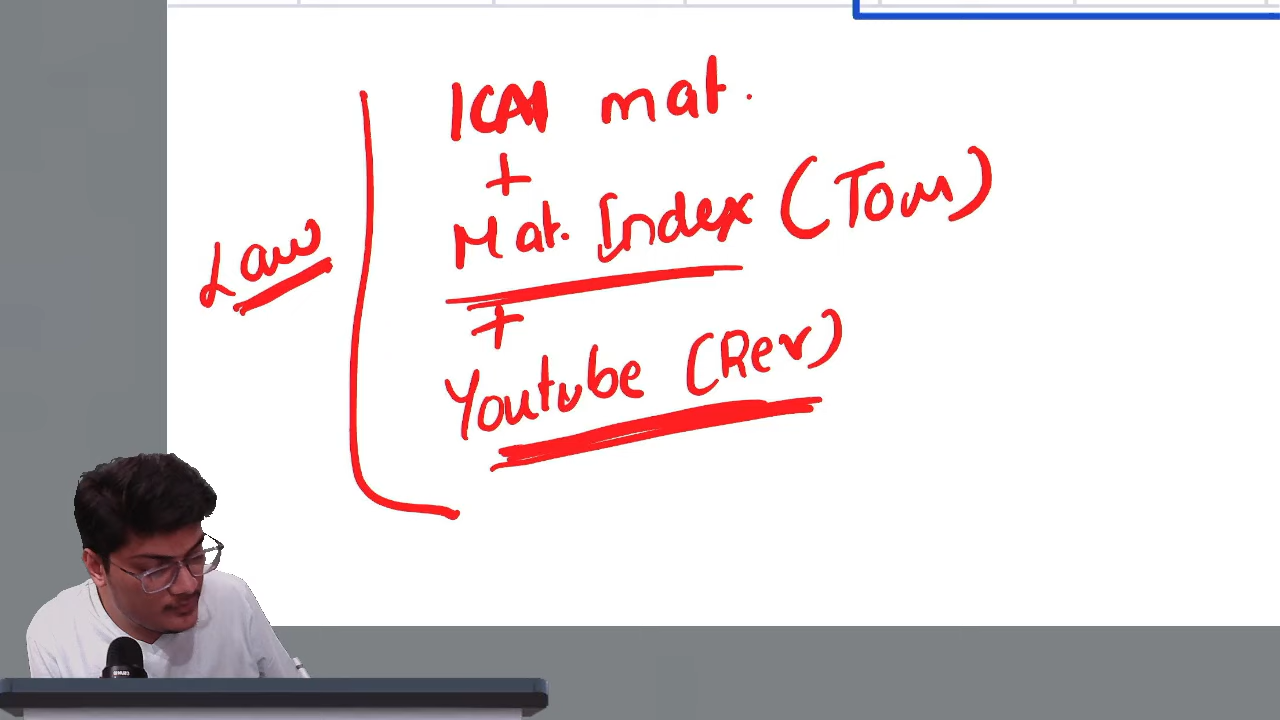 Law
ICAI mat.
+
Mat. Index (Tom)
+
Youtube (Rev)